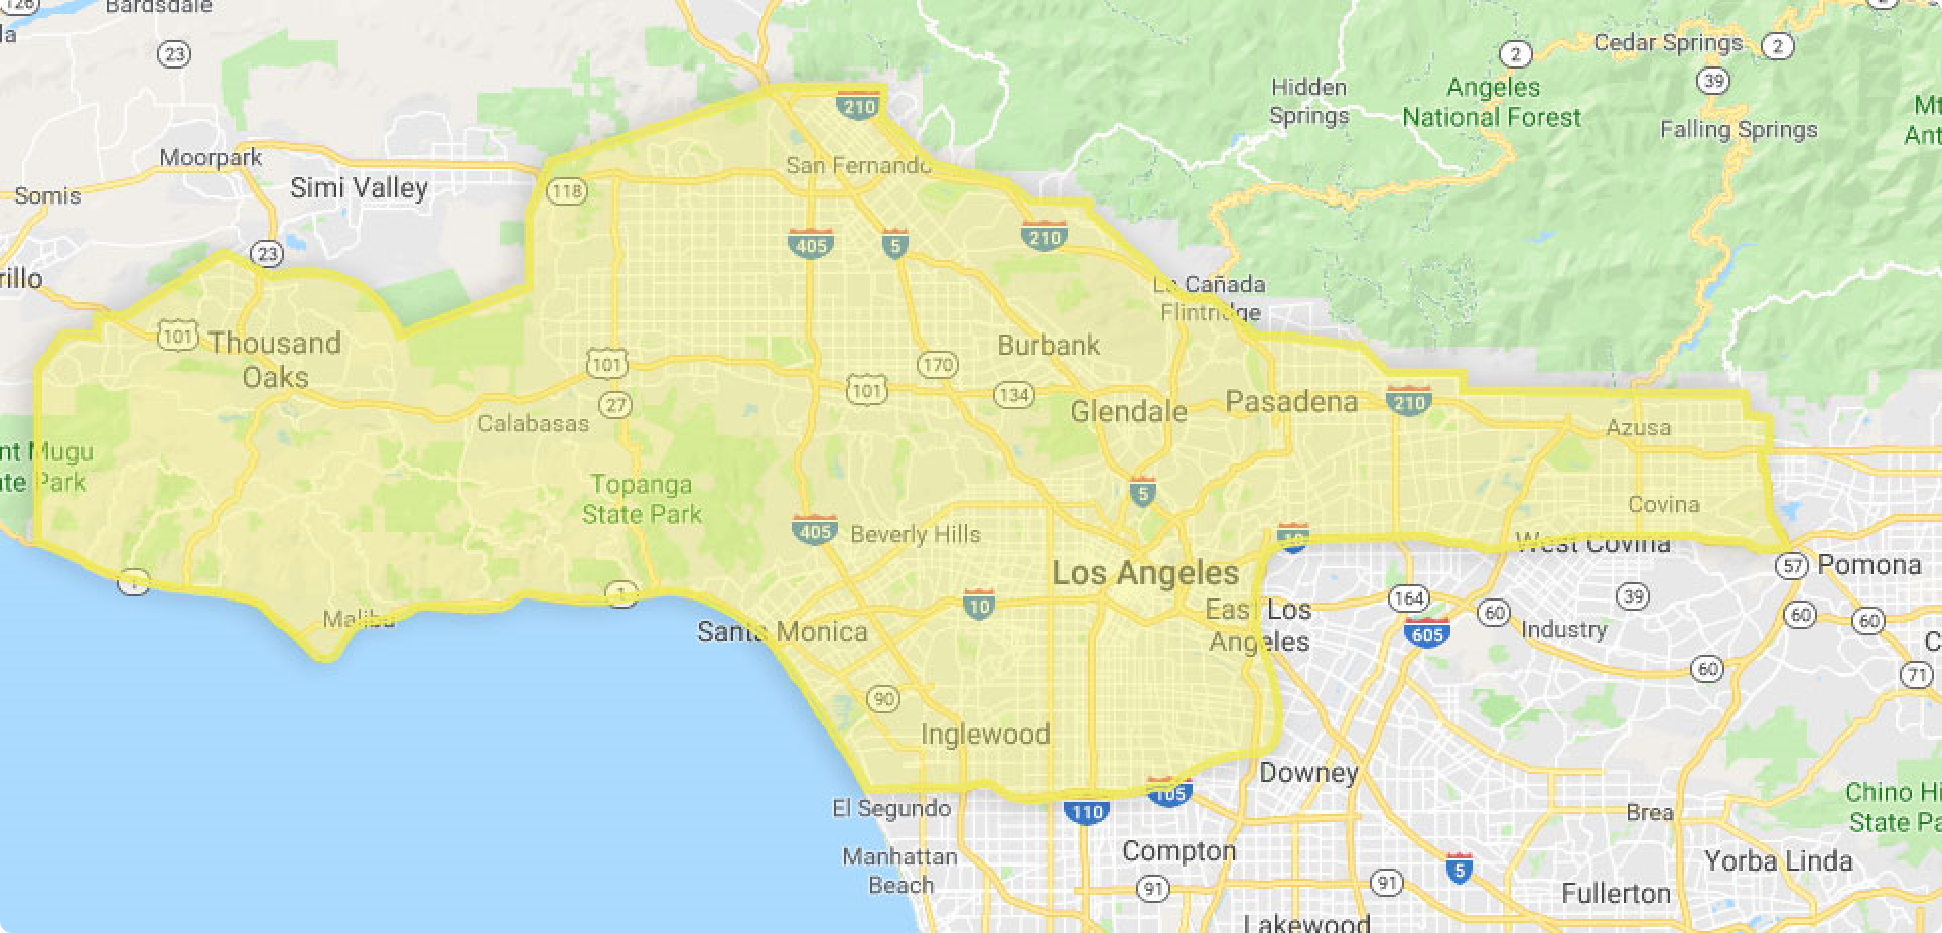 126
Bardsdale
la
23
Cedar Springs
2
2
39
Hidden
Springs
Angeles
National Forest
Mt
Ant
Falling Springs
210
Moorpark
Simi Valley
118
San Fernando
Somis
23
405
5
210
rillo
La Cañada
Flintridge
101
Thousand
Oaks
Burbank
101
170
101
134
27
Calabasas
Glendale
Pasadena
210
Azusa
nt Mugu
ate Park
Topanga
State Park
5
Covina
405
Beverly Hills
10
West Covina
57
Pomona
Los Angeles
1
1
10
164
39
Malibu
East Los
Angeles
60
60
60
Santa Monica
605
Industry
C
60
71
90
Inglewood
Downey
105
El Segundo
110
Brea
Chino Hi
State Pa
Manhattan
Beach
Compton
5
Yorba Linda
91
91
Fullerton
Lakewood